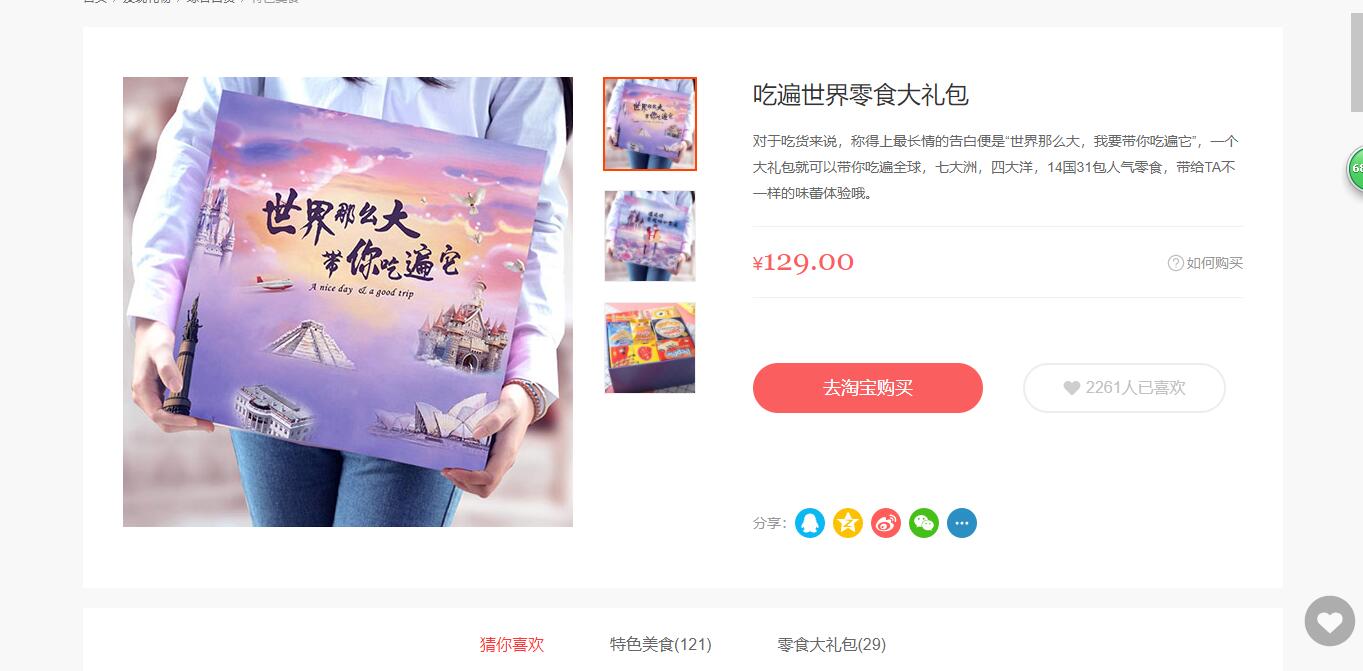 世界那么大
带你吃遍它
A nice day & a good trip
吃遍世界零食大礼包
对于吃货来说，称得上最长情的告白便是“世界那么大，我要带你吃遍它”，一个
大礼包就可以带你吃遍全球，七大洲，四大洋，14国31包人气零食，带给TA不
一样的味蕾体验哦。
¥129.00
如何购买
去淘宝购买
2261人已喜欢
分享：
68
猜你喜欢
特色美食(121)
零食大礼包(29)